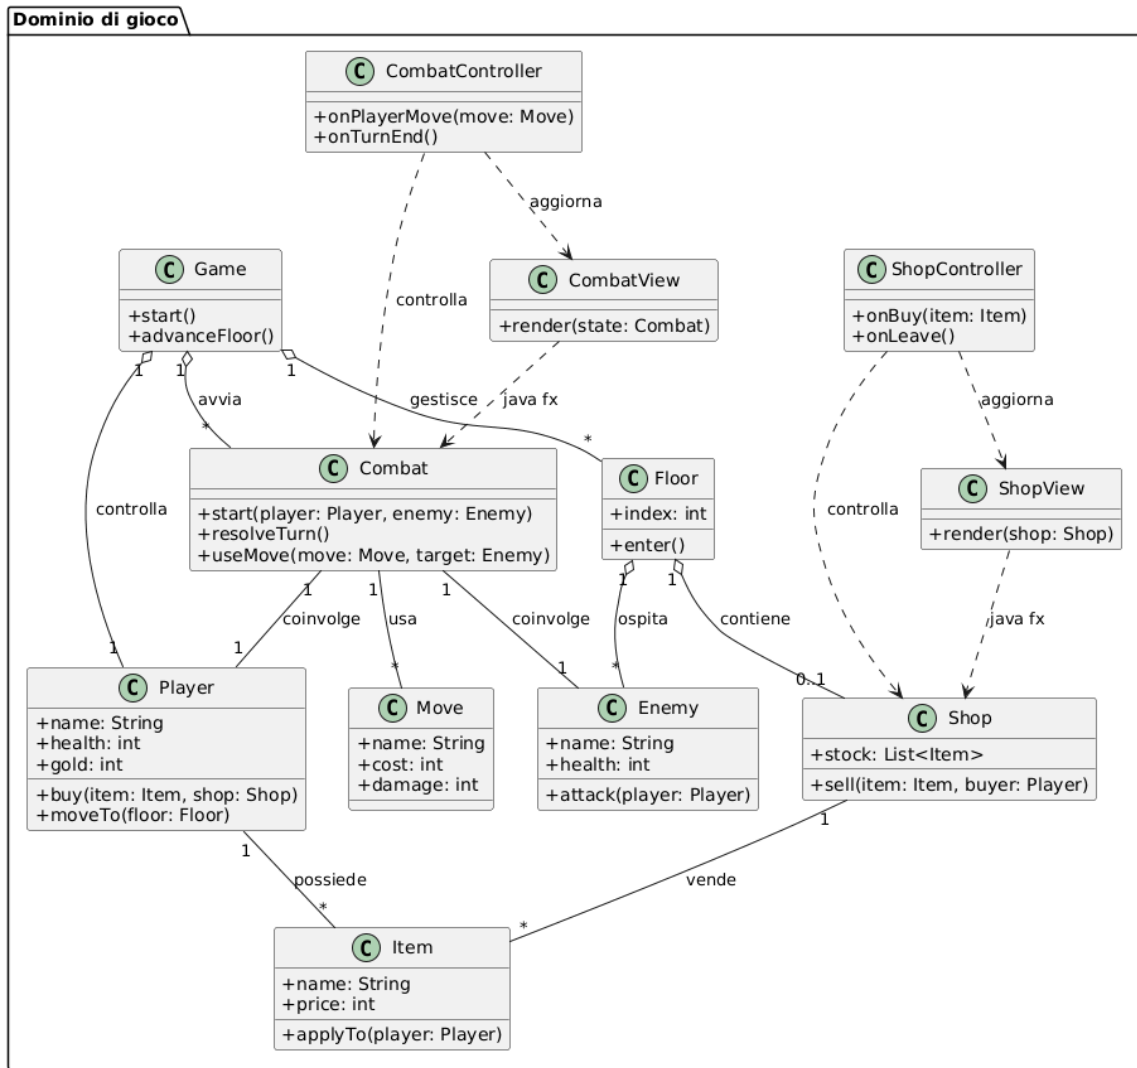 Dominio di gioco
C CombatController
+onPlayerMove(move: Move)
+onTurnEnd()
aggiorna
controlla
C Game
+start()
+advanceFloor()
C CombatView
+render(state: Combat)
C ShopController
+onBuy(item: Item)
+onLeave()
1
1
1
avvia
*
gestisce
*
java fx
aggiorna
controlla
controlla
C Combat
+start(player: Player, enemy: Enemy)
+resolveTurn()
+useMove(move: Move, target: Enemy)
C Floor
+index: int
+enter()
C ShopView
+render(shop: Shop)
1
1
1
1
1
coinvolge
usa
coinvolge
ospita
contiene
java fx
1
1
*
1
*
0..1
C Player
+name: String
+health: int
+gold: int
+buy(item: Item, shop: Shop)
+moveTo(floor: Floor)
C Move
+name: String
+cost: int
+damage: int
C Enemy
+name: String
+health: int
+attack(player: Player)
C Shop
+stock: List<Item>
+sell(item: Item, buyer: Player)
1
possiede
*
1
vende
*
C Item
+name: String
+price: int
+applyTo(player: Player)